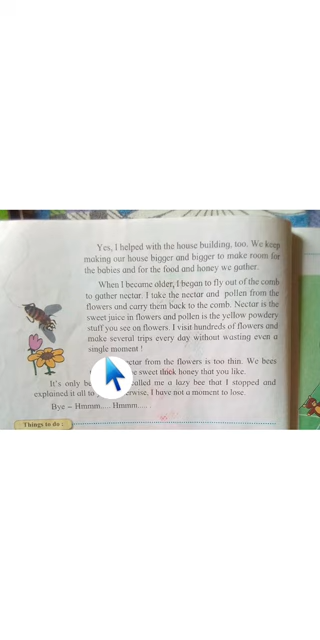 Yes, I helped with the house building, too. We keep
making our house bigger and bigger to make room for
the babies and for the food and honey we gather.
When I became older, I began to fly out of the comb
to gather nectar. I take the nectar and pollen from the
flowers and carry them back to the comb. Nectar is the
sweet juice in flowers and pollen is the yellow powdery
stuff you see on flowers. I visit hundreds of flowers and
make several trips every day without wasting even a
single moment !
nectar from the flowers is too thin. We bees
sweet thick honey that you like.
It's only called me a lazy bee that I stopped and
explained it all to I have not a moment to lose.
Bye – Hmmm.... Hmmm.....
Things to do :